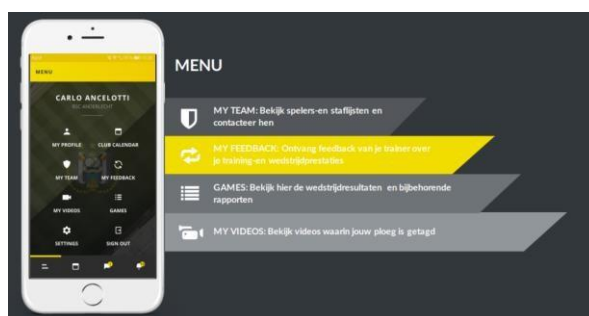 MENU
CARLO ANCELOTTI
RSC ANDERLECHT
MY PROFILE
CLUB CALENDAR
MY TEAM
MY FEEDBACK
MY VIDEOS
GAMES
SETTINGS
SIGN OUT
MENU
MY TEAM: Bekijk spelers-en staflijsten en
contacteer hen
MY FEEDBACK: Ontvang feedback van je trainer over
je training-en wedstrijdprestaties
GAMES: Bekijk hier de wedstrijdresultaten en bijbehorende
rapporten
MY VIDEOS: Bekijk videos waarin jouw ploeg is getagd